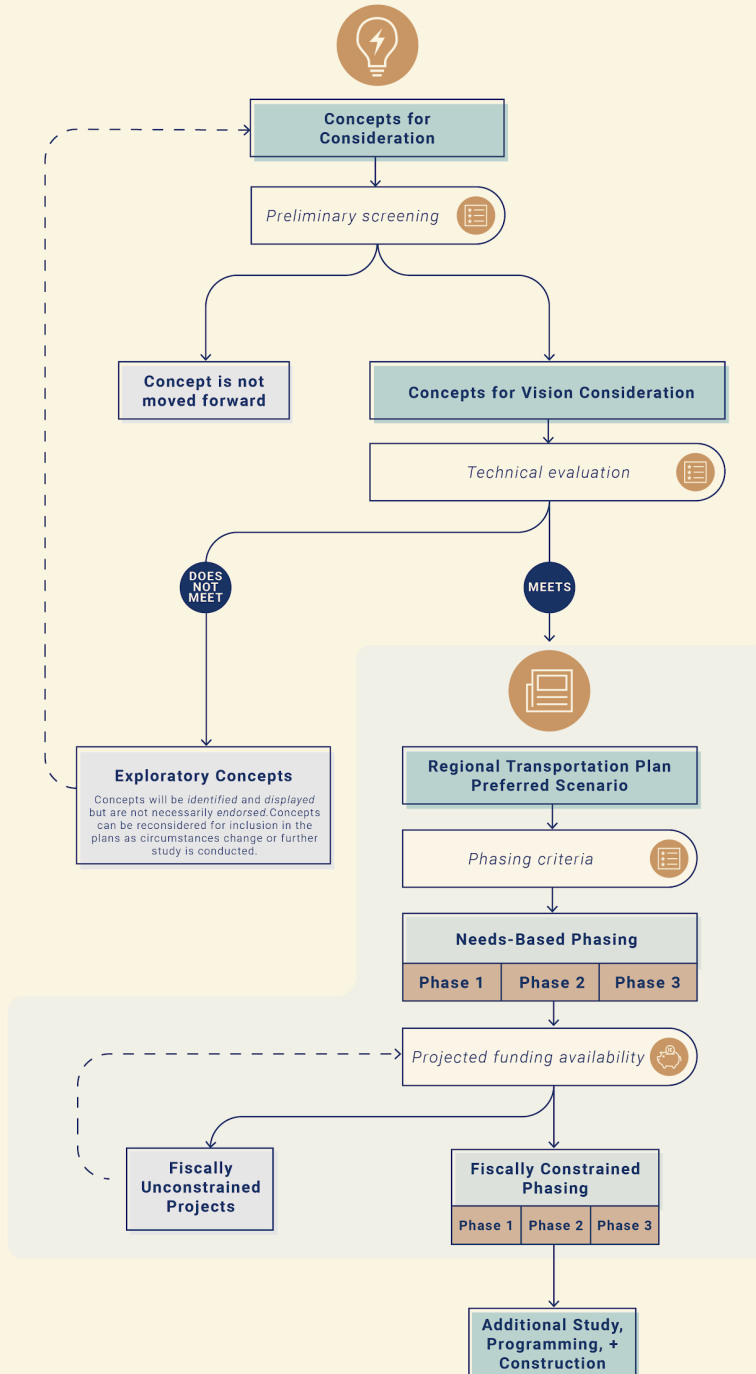 Concepts for
Consideration
Preliminary screening
Concept is not
moved forward
Concepts for Vision Consideration
Technical evaluation
DOES
NOT
MEET
MEETS
Exploratory Concepts
Concepts will be identified and displayed
but are not necessarily endorsed.Concepts
can be reconsidered for inclusion in the
plans as circumstances change or further
study is conducted.
Regional Transportation Plan
Preferred Scenario
Phasing criteria
Needs-Based Phasing
Phase 1
Phase 2
Phase 3
Projected funding availability
Fiscally
Unconstrained
Projects
Fiscally Constrained
Phasing
Phase 1
Phase 2
Phase 3
Additional Study,
Programming, +
Construction